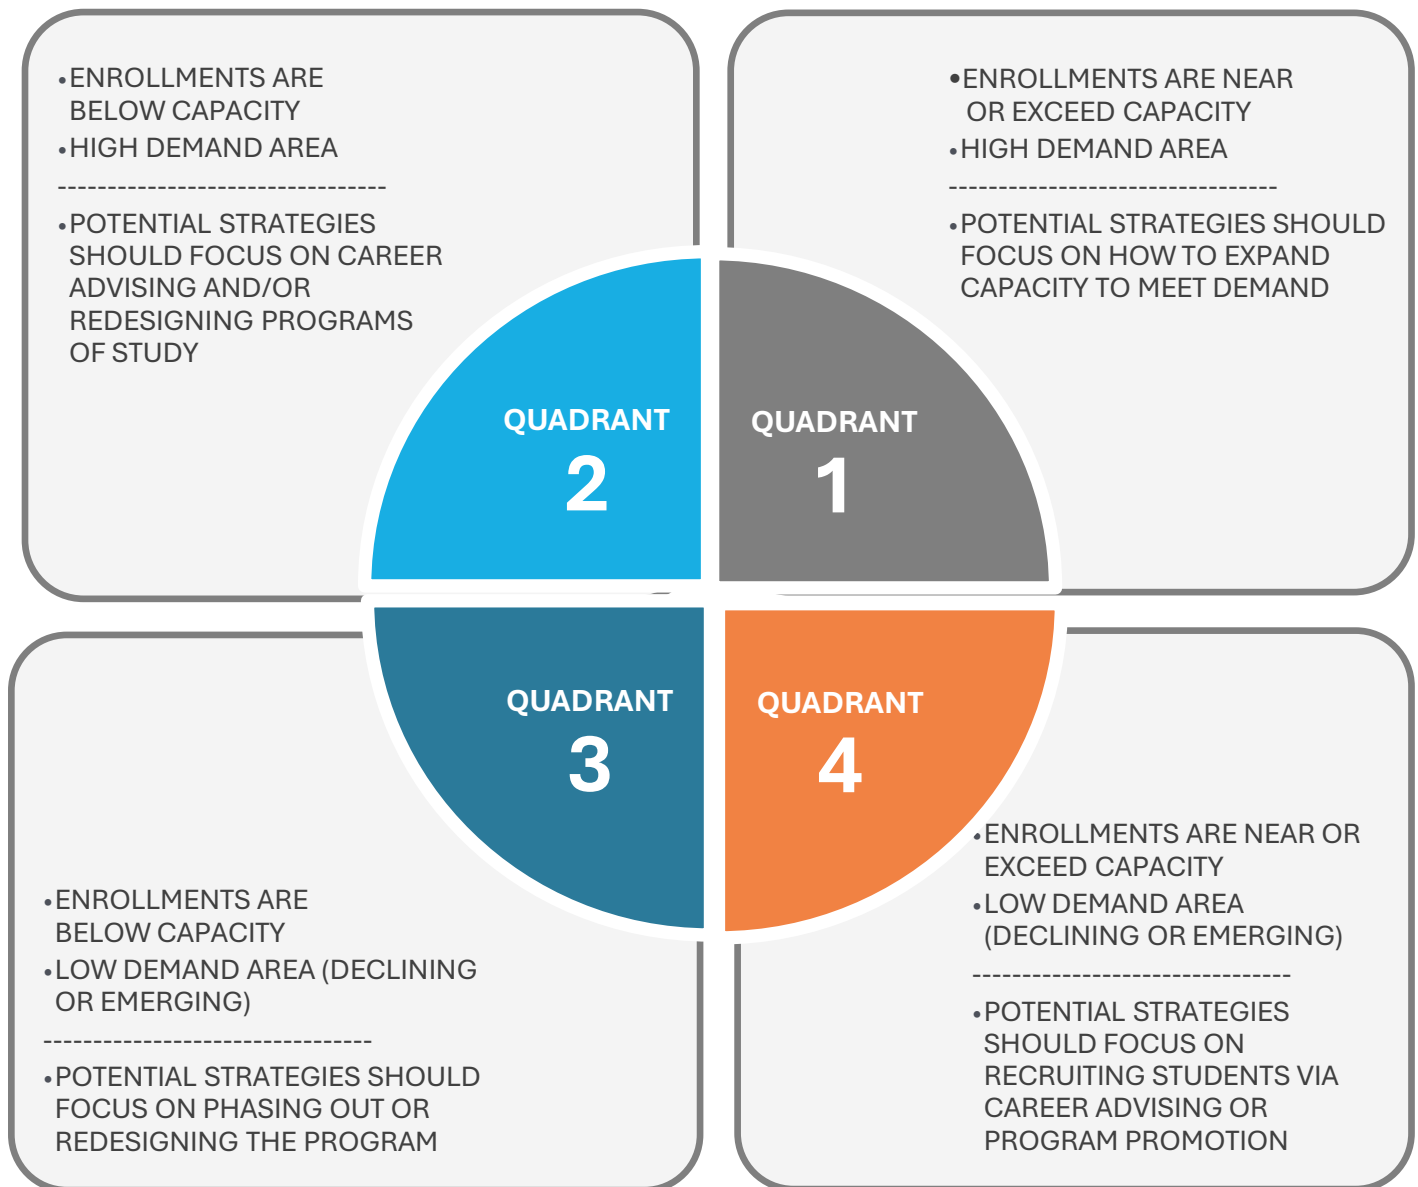 •ENROLLMENTS ARE
BELOW CAPACITY
•HIGH DEMAND AREA
---------------------------------
•POTENTIAL STRATEGIES
SHOULD FOCUS ON CAREER
ADVISING AND/OR
REDESIGNING PROGRAMS
OF STUDY
•ENROLLMENTS ARE NEAR
OR EXCEED CAPACITY
•HIGH DEMAND AREA
---------------------------------
•POTENTIAL STRATEGIES SHOULD
FOCUS ON HOW TO EXPAND
CAPACITY TO MEET DEMAND
QUADRANT
2
QUADRANT
1
QUADRANT
3
QUADRANT
4
•ENROLLMENTS ARE
BELOW CAPACITY
•LOW DEMAND AREA (DECLINING
OR EMERGING)
---------------------------------
•POTENTIAL STRATEGIES SHOULD
FOCUS ON PHASING OUT OR
REDESIGNING THE PROGRAM
•ENROLLMENTS ARE NEAR OR
EXCEED CAPACITY
•LOW DEMAND AREA
(DECLINING OR EMERGING)
--------------------------------
•POTENTIAL STRATEGIES
SHOULD FOCUS ON
RECRUITING STUDENTS VIA
CAREER ADVISING OR
PROGRAM PROMOTION